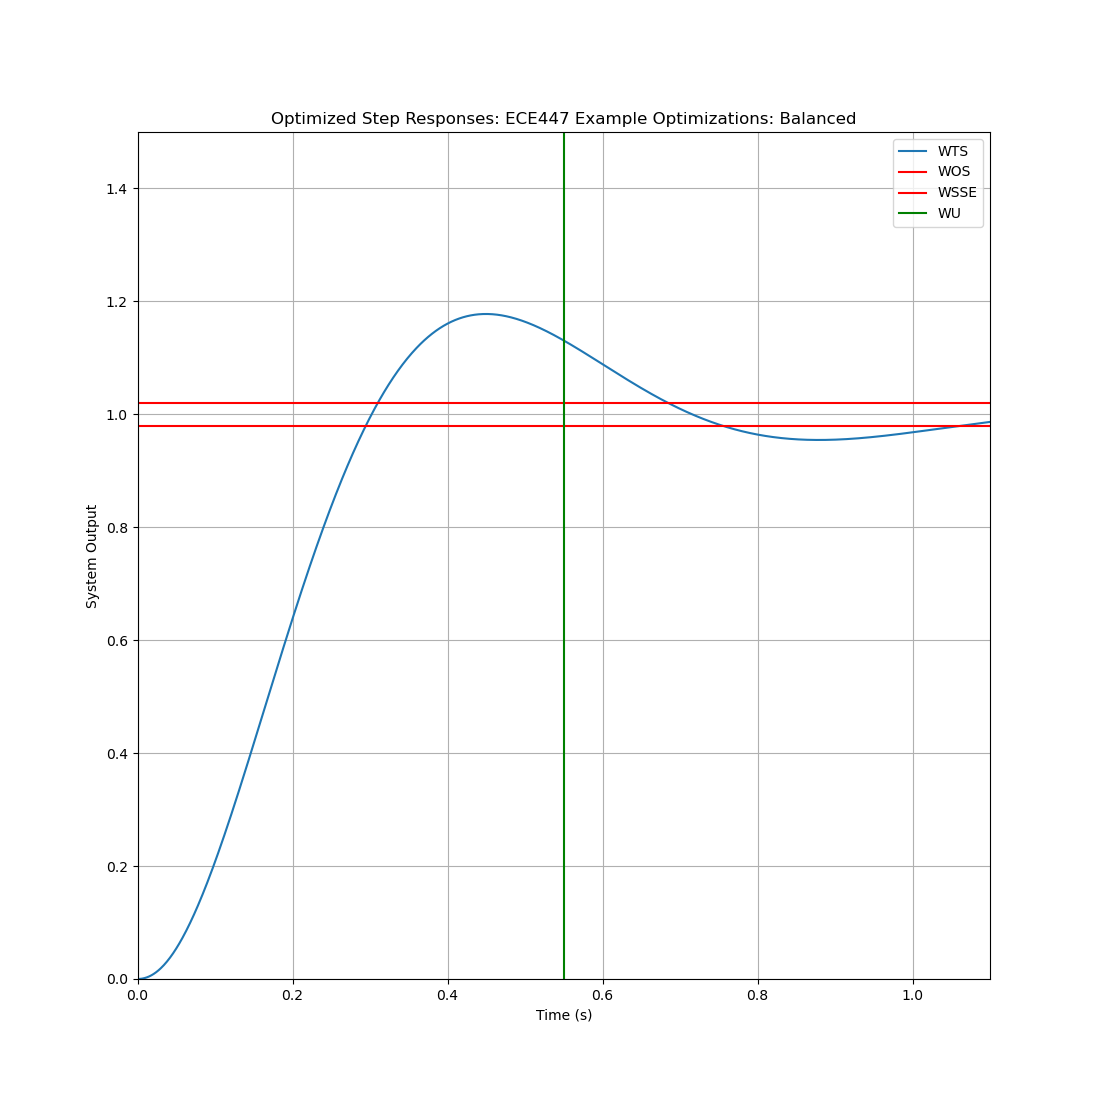 Optimized Step Responses: ECE447 Example Optimizations: Balanced
WTS
WOS
WSSE
WU
1.4
1.2
1.0
0.8
0.6
0.4
0.2
0.0
System Output
0.0 0.2 0.4 0.6 0.8 1.0
Time (s)